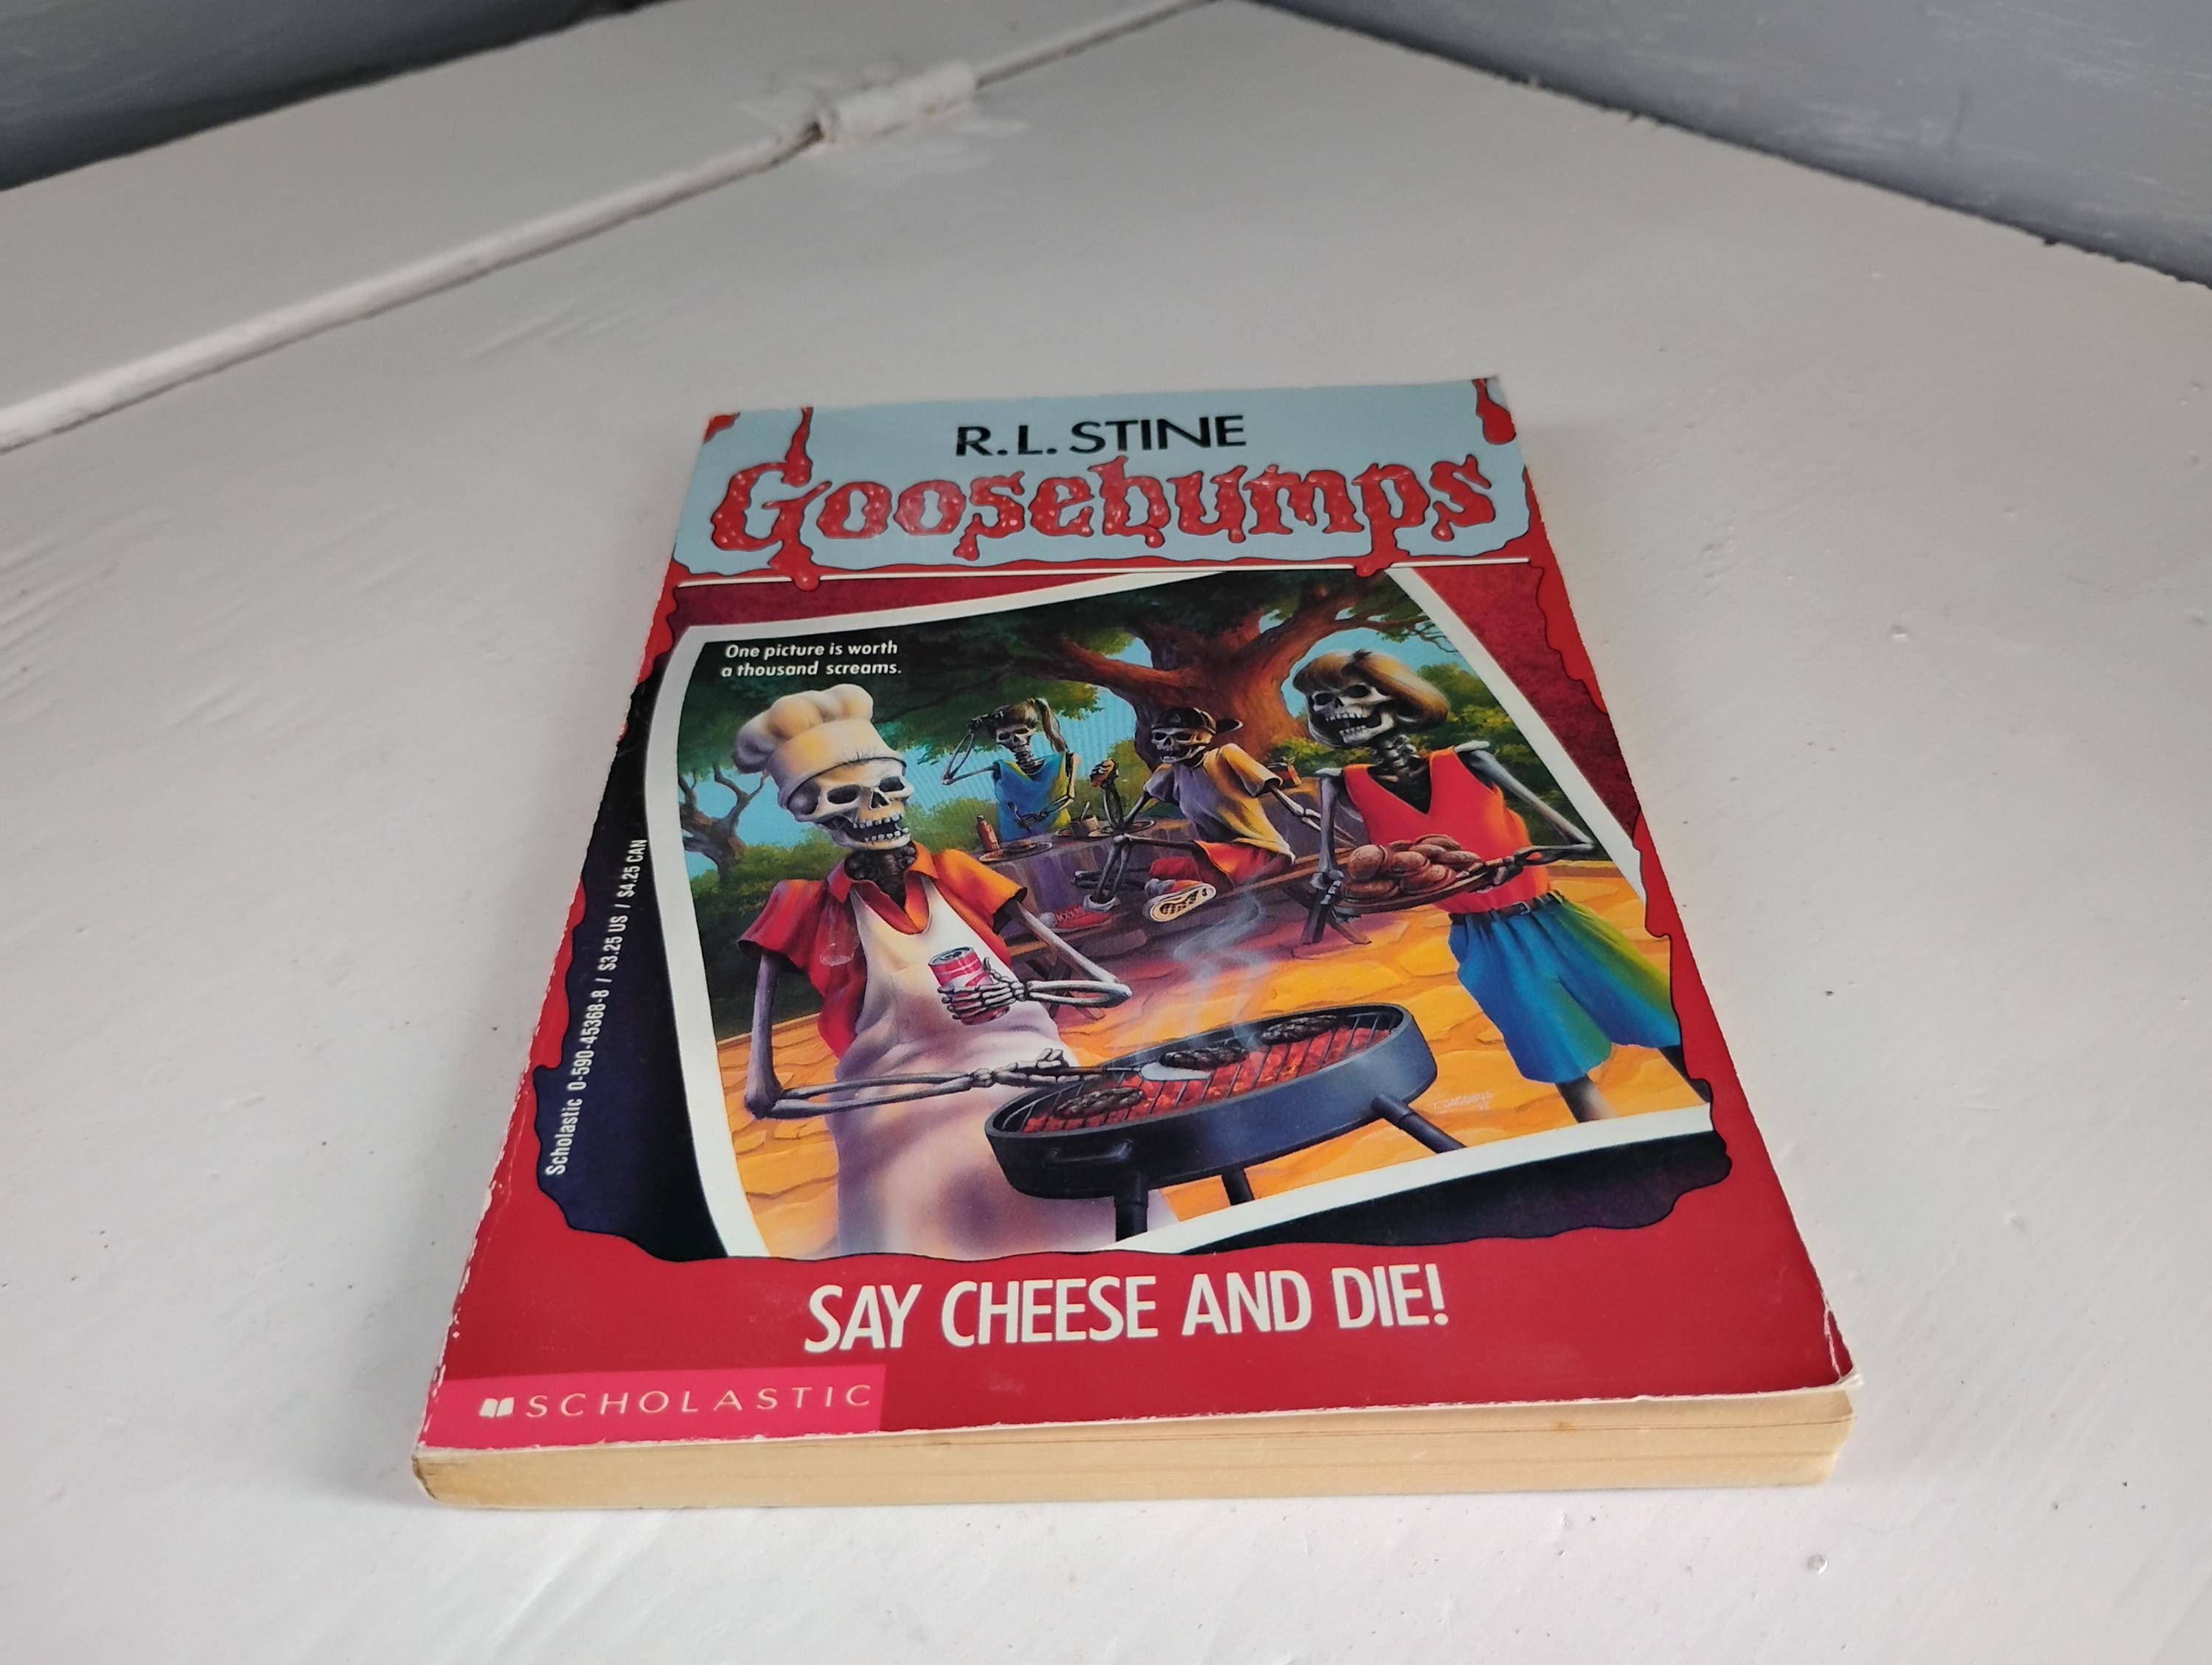 R.L. STINE
Goosebumps
One picture is worth
a thousand screams.
Scholastic 0-590-45368-8 / $3.25 US / $4.25 CAN
SAY CHEESE AND DIE!
SCHOLASTIC